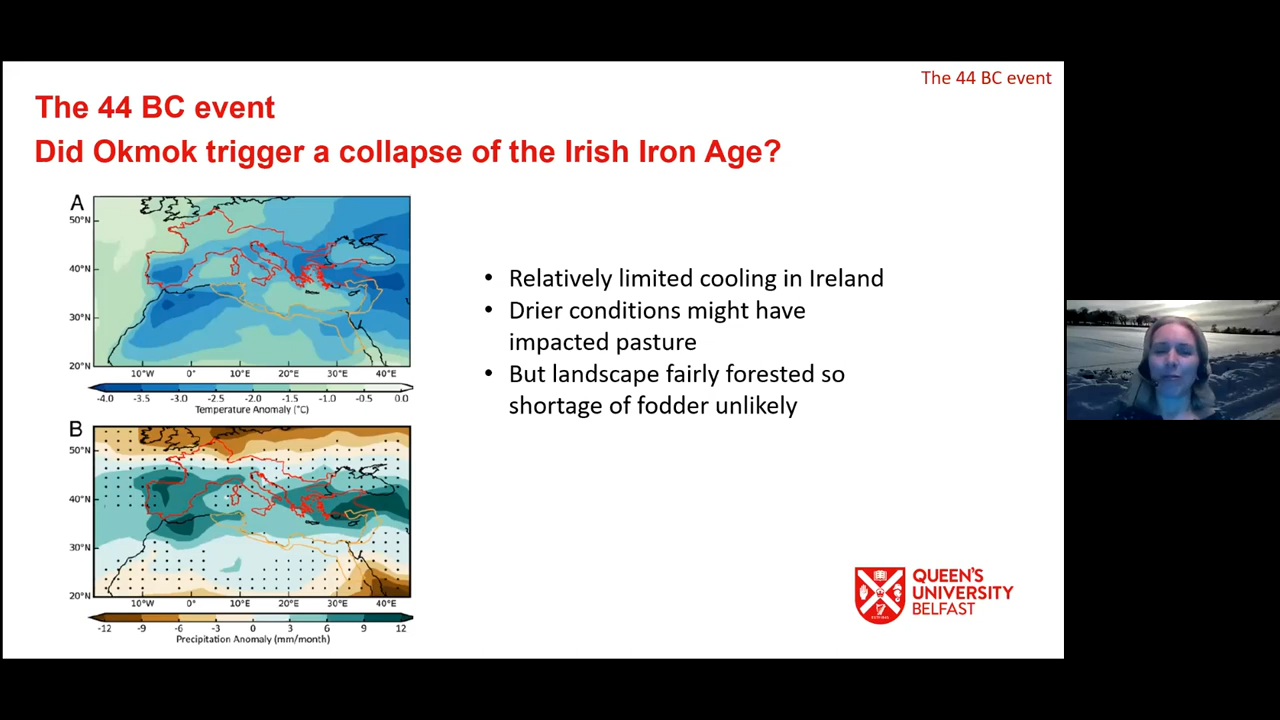 The 44 BC event
The 44 BC event
Did Okmok trigger a collapse of the Irish Iron Age?
A
50°N
40°N
30°N
20°N
10°W 0° 10°E 20°E 30°E 40°E
-4.0 -3.5 -3.0 -2.5 -2.0 -1.5 -1.0 -0.5 0.0
Temperature Anomaly (°C)
B
50°N
40°N
30°N
20°N
10°W 0° 10°E 20°E 30°E 40°E
-12 -9 -6 -3 0 3 6 9 12
Precipitation Anomaly (mm/month)
• Relatively limited cooling in Ireland
• Drier conditions might have
impacted pasture
• But landscape fairly forested so
shortage of fodder unlikely
QUEEN'S
UNIVERSITY
BELFAST